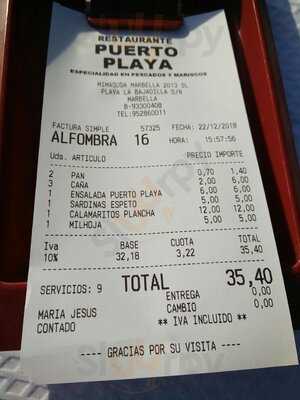 RESTAURANTE
PUERTO
PLAYA
ESPECIALIDAD EN PESCADOS Y MARISCOS
MIMAGUDA MARBELLA 2013 SL
PLAYA LA BAJADILLA S/N
MARBELLA
B-93300408
TEL:952860011
FACTURA SIMPLE 57325 FECHA: 22/12/2018
ALFOMBRA 16 HORA: 15:57:56
Uds. ARTICULO PRECIO IMPORTE
2 PAN 0,70 1,40
3 CAÑA 2,00 6,00
1 ENSALADA PUERTO PLAYA 6,00 6,00
1 SARDINAS ESPETO 5,00 5,00
1 CALAMARITOS PLANCHA 12,00 12,00
1 MILHOJA 5,00 5,00
Iva BASE CUOTA TOTAL
10% 32,18 3,22 35,40
SERVICIOS: 9 TOTAL 35,40
ENTREGA 0,00
MARIA JESUS CAMBIO 0,00
CONTADO ** IVA INCLUIDO **
---- GRACIAS POR SU VISITA ----